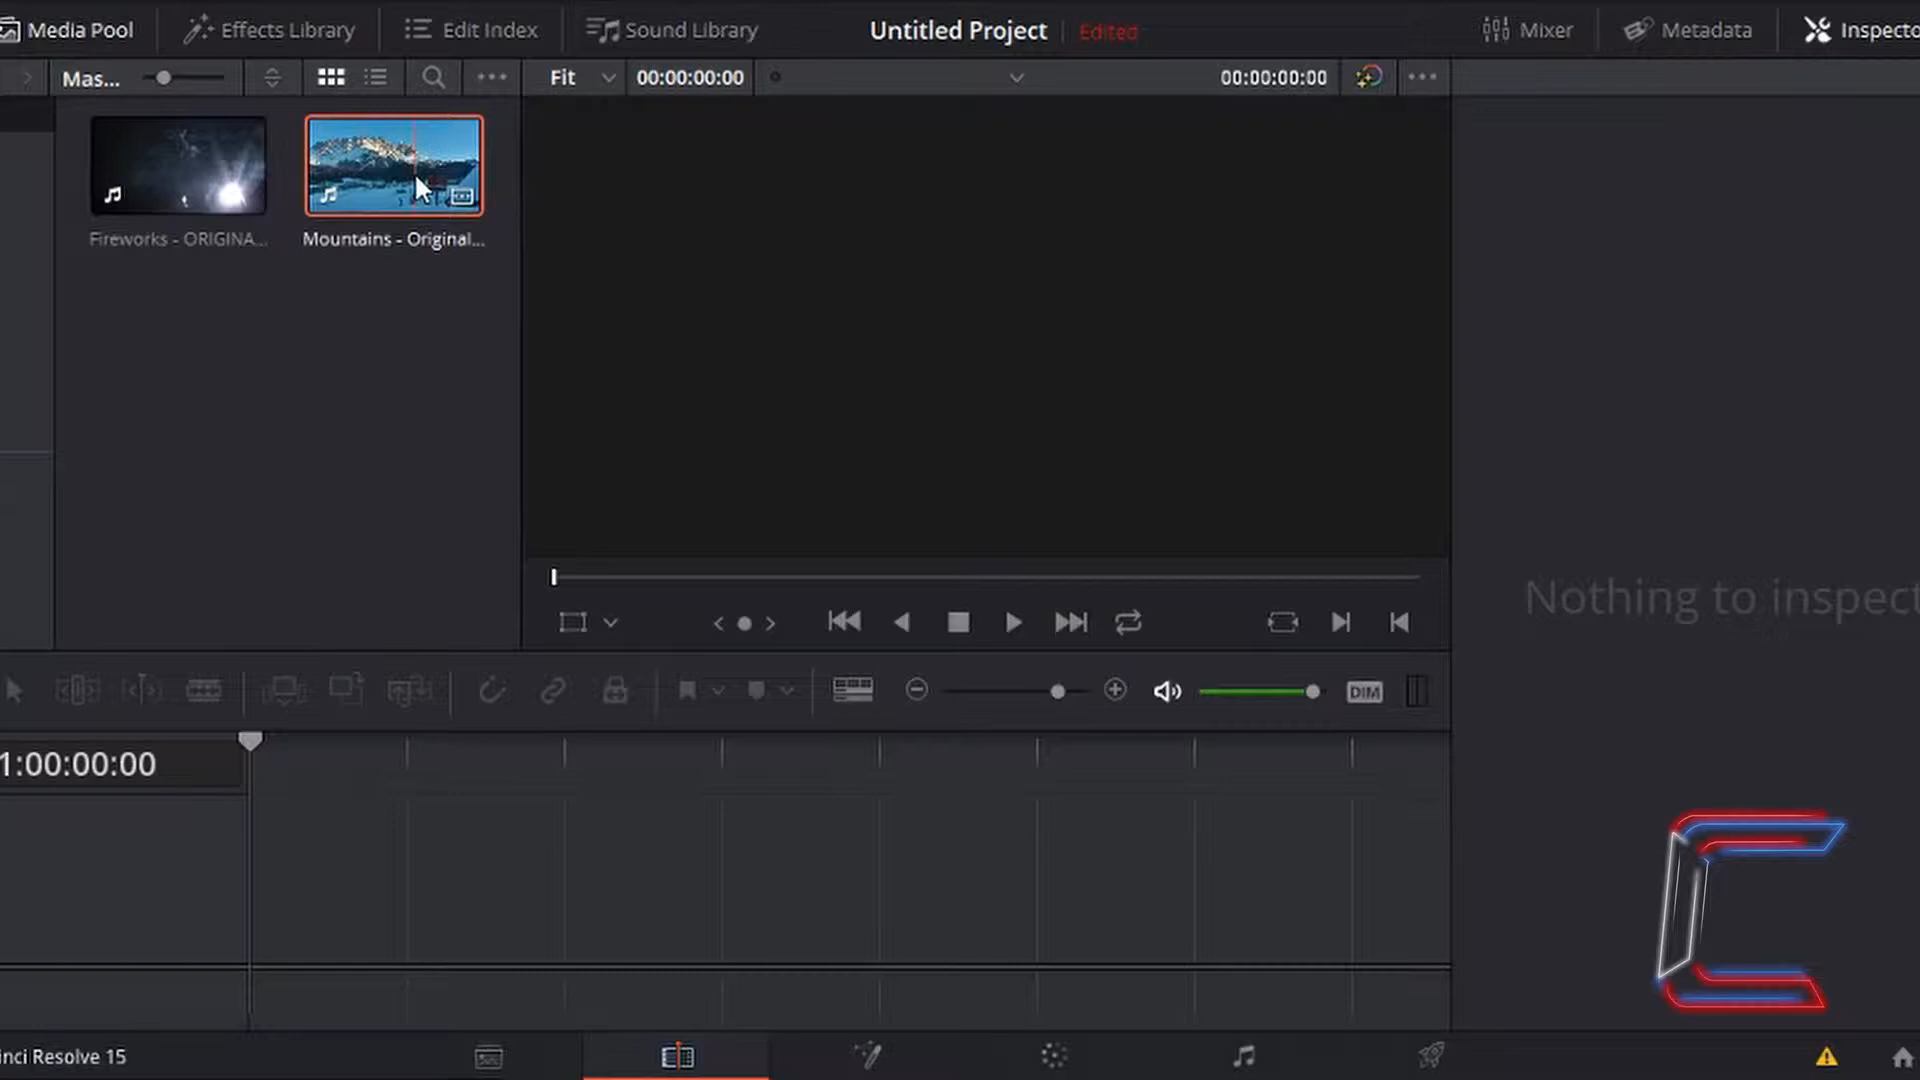 Media Pool
Effects Library
Edit Index
Sound Library
Untitled Project
Edited
Mixer
Metadata
Inspecto
Mas...
Fit
00:00:00:00
00:00:00:00
Fireworks - ORIGINA...
Mountains - Original...
Nothing to inspect
DIM
1:00:00:00
inci Resolve 15